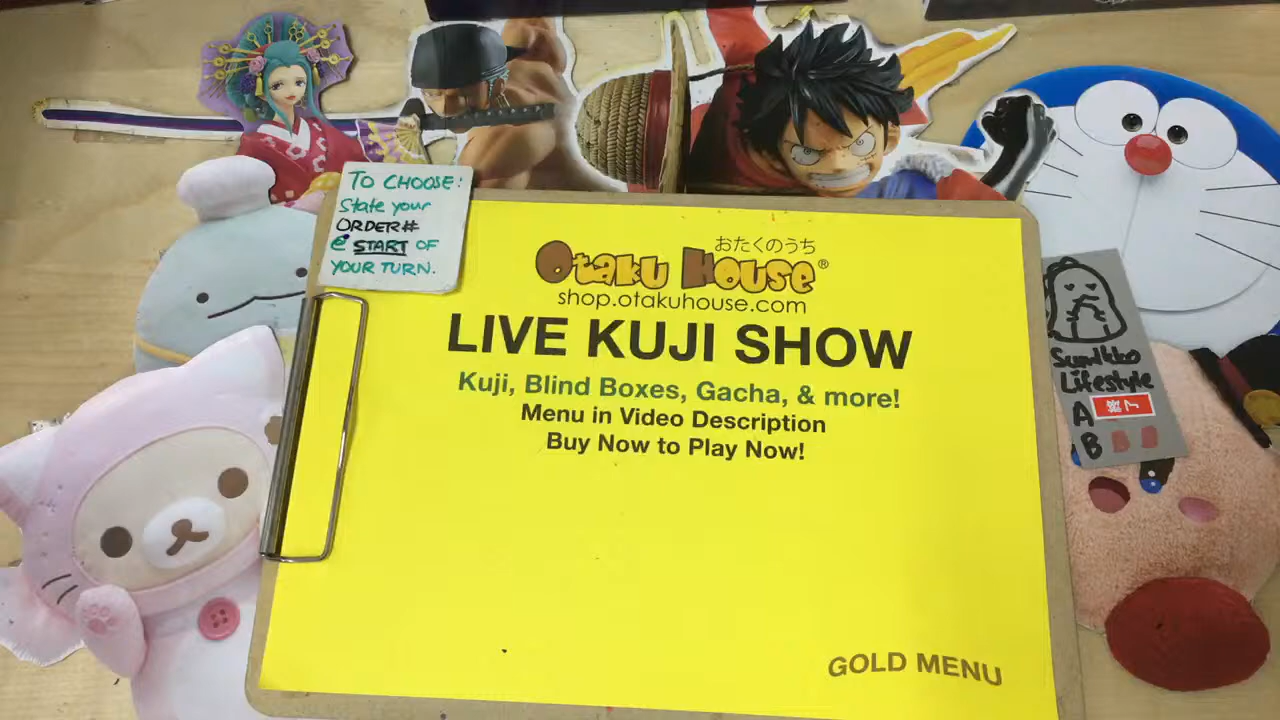 TO CHOOSE:
State your
ORDER#
@ START OF
YOUR TURN.
おたくのうち
Otaku House®
shop.otakuhouse.com
LIVE KUJI SHOW
Kuji, Blind Boxes, Gacha, & more!
Menu in Video Description
Buy Now to Play Now!
GOLD MENU
Sumikko
Lifestyle
A
B